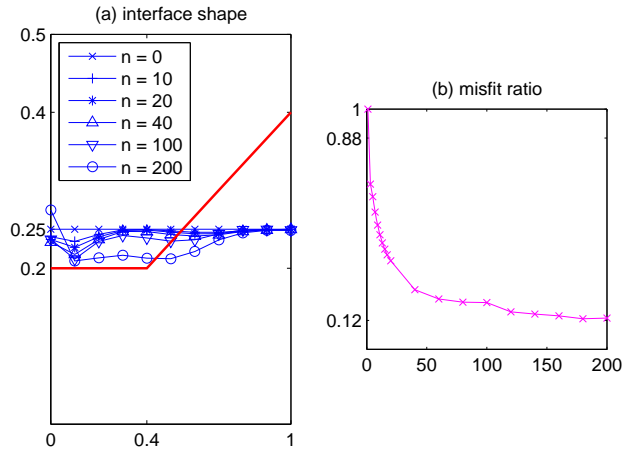 (a) interface shape
0.5
0.4
0.25
0.2
0
0.4
1
n = 0
n = 10
n = 20
n = 40
n = 100
n = 200
(b) misfit ratio
1
0.88
0.12
0
50
100
150
200